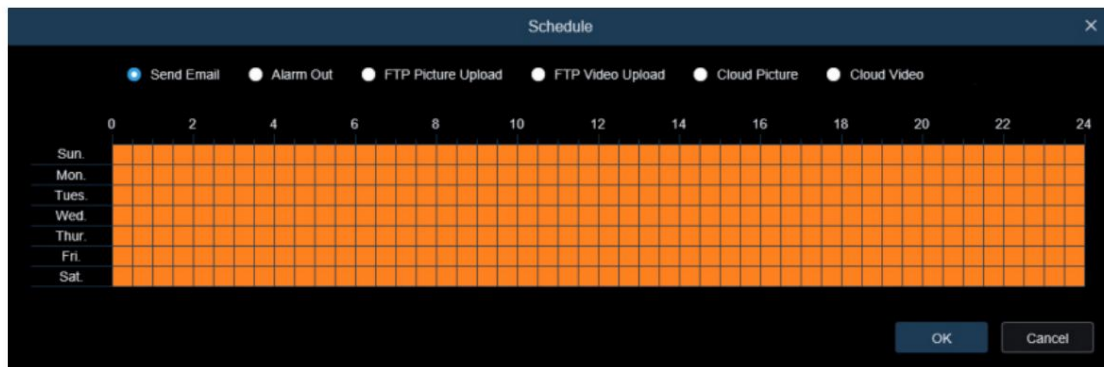 Schedule
Send Email Alarm Out FTP Picture Upload FTP Video Upload Cloud Picture Cloud Video
0 2 4 6 8 10 12 14 16 18 20 22 24
Sun.
Mon.
Tues.
Wed.
Thur.
Fri.
Sat.
OK Cancel